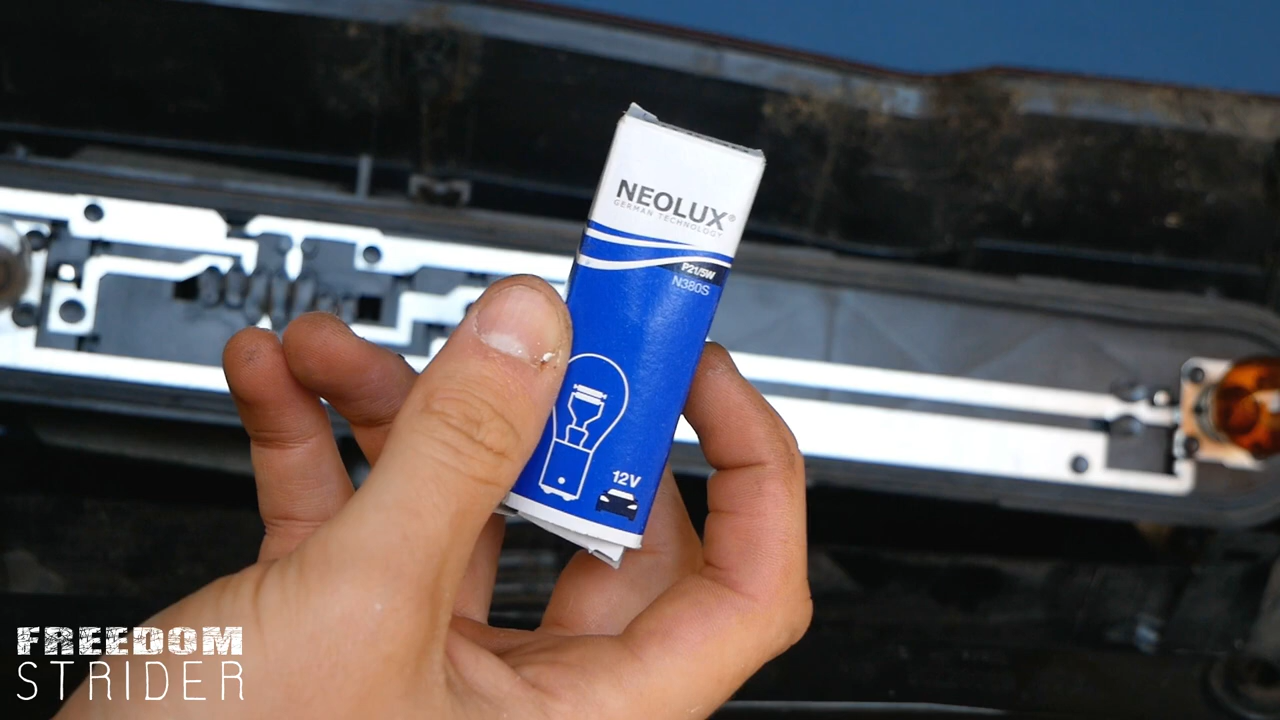 NEOLUX®
GERMAN TECHNOLOGY
P21/5W
N380S
12V
FREEDOM
STRIDER